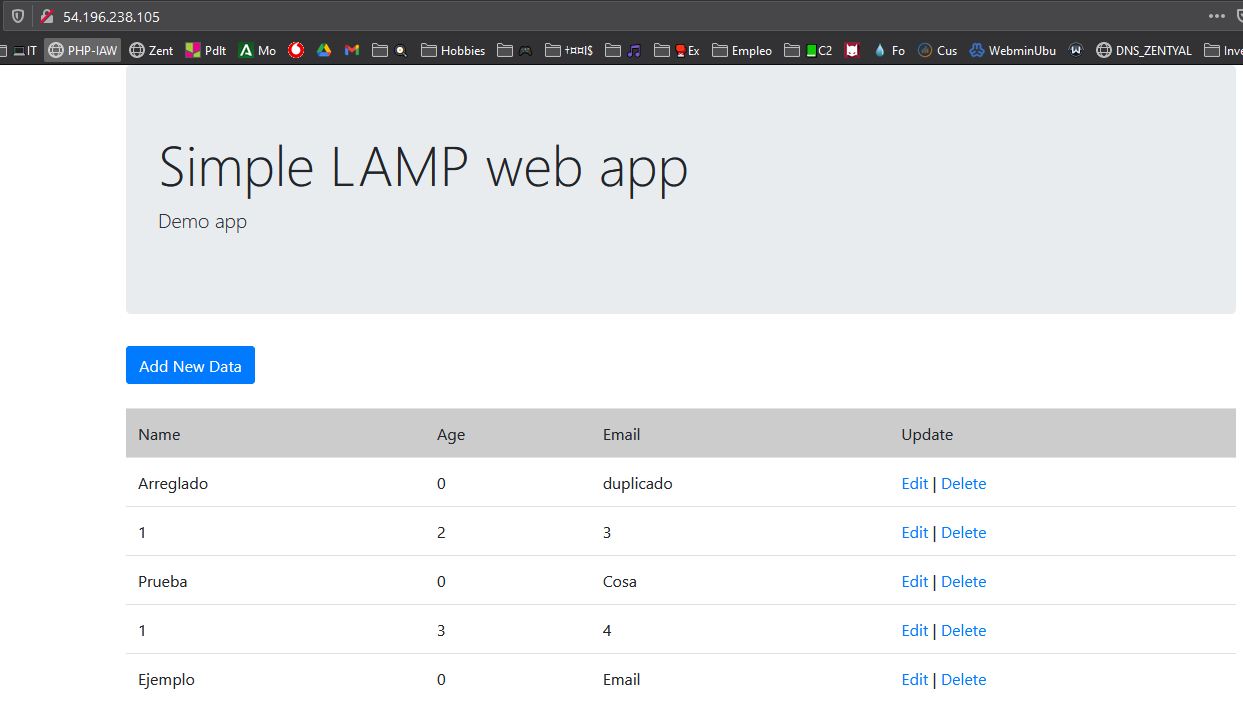 54.196.238.105
IT PHP-IAW Zent PdIt Mo Hobbies Ex Empleo C2 Fo Cus WebminUbu DNS_ZENTYAL Inve
Simple LAMP web app
Demo app
Add New Data
Name Age Email Update
Arreglado 0 duplicado Edit | Delete
1 2 3 Edit | Delete
Prueba 0 Cosa Edit | Delete
1 3 4 Edit | Delete
Ejemplo 0 Email Edit | Delete